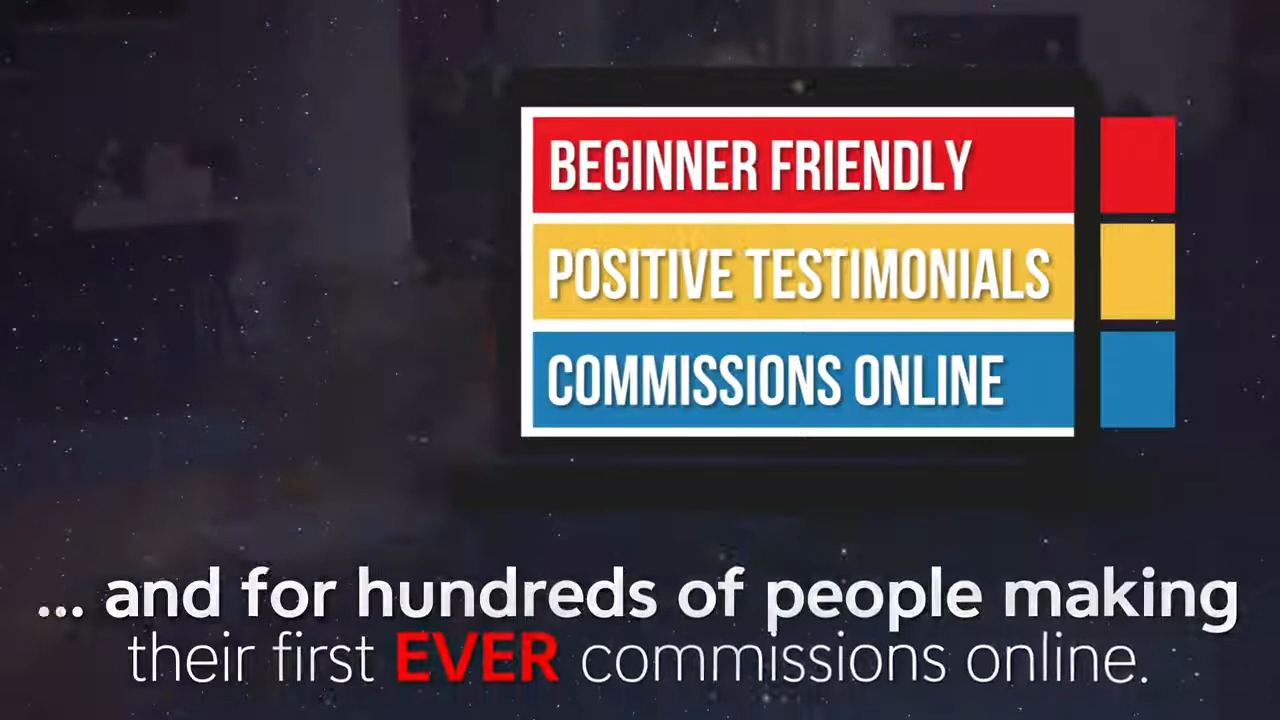 BEGINNER FRIENDLY
POSITIVE TESTIMONIALS
COMMISSIONS ONLINE
... and for hundreds of people making
their first EVER commissions online.